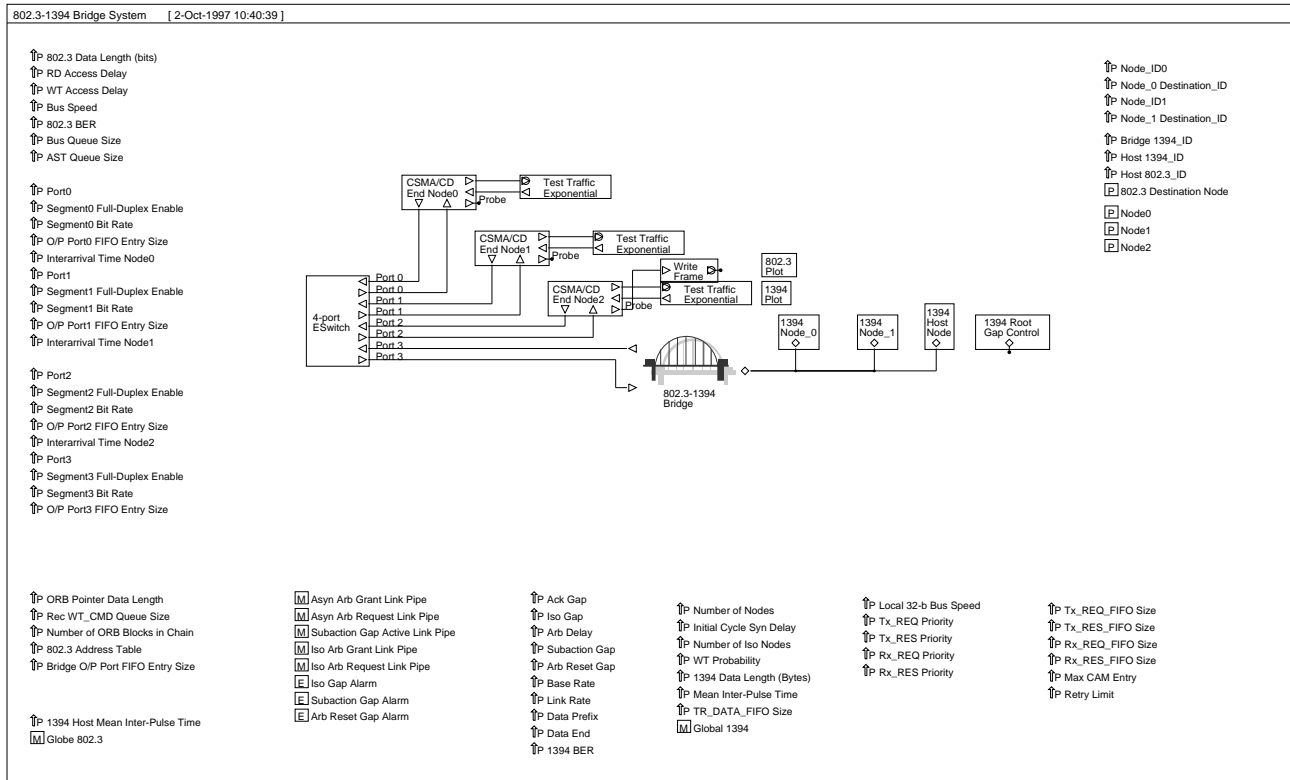 802.3-1394 Bridge System [ 2-Oct-1997 10:40:39 ]
P 802.3 Data Length (bits)
P RD Access Delay
P WT Access Delay
P Bus Speed
P 802.3 BER
P Bus Queue Size
P AST Queue Size
P Port0
P Segment0 Full-Duplex Enable
P Segment0 Bit Rate
P O/P Port0 FIFO Entry Size
P Interarrival Time Node0
P Port1
P Segment1 Full-Duplex Enable
P Segment1 Bit Rate
P O/P Port1 FIFO Entry Size
P Interarrival Time Node1
P Port2
P Segment2 Full-Duplex Enable
P Segment2 Bit Rate
P O/P Port2 FIFO Entry Size
P Interarrival Time Node2
P Port3
P Segment3 Full-Duplex Enable
P Segment3 Bit Rate
P O/P Port3 FIFO Entry Size
P Node_ID0
P Node_0 Destination_ID
P Node_ID1
P Node_1 Destination_ID
P Bridge 1394_ID
P Host 1394_ID
P Host 802.3_ID
P 802.3 Destination Node
P Node0
P Node1
P Node2
CSMA/CD
End Node0
Probe
Test Traffic
Exponential
CSMA/CD
End Node1
Probe
Test Traffic
Exponential
Write
Frame
CSMA/CD
End Node2
Probe
Test Traffic
Exponential
802.3
Plot
1394
Plot
4-port
ESwitch
Port 0
Port 0
Port 1
Port 1
Port 2
Port 2
Port 3
Port 3
802.3-1394
Bridge
1394
Node_0
1394
Node_1
1394
Host
Node
1394 Root
Gap Control
P ORB Pointer Data Length
P Rec WT_CMD Queue Size
P Number of ORB Blocks in Chain
P 802.3 Address Table
P Bridge O/P Port FIFO Entry Size
P 1394 Host Mean Inter-Pulse Time
M Globe 802.3
M Asyn Arb Grant Link Pipe
M Asyn Arb Request Link Pipe
M Subaction Gap Active Link Pipe
M Iso Arb Grant Link Pipe
M Iso Arb Request Link Pipe
E Iso Gap Alarm
E Subaction Gap Alarm
E Arb Reset Gap Alarm
P Ack Gap
P Iso Gap
P Arb Delay
P Subaction Gap
P Arb Reset Gap
P Base Rate
P Link Rate
P Data Prefix
P Data End
P 1394 BER
P Number of Nodes
P Initial Cycle Syn Delay
P Number of Iso Nodes
P WT Probability
P 1394 Data Length (Bytes)
P Mean Inter-Pulse Time
P TR_DATA_FIFO Size
M Global 1394
P Local 32-b Bus Speed
P Tx_REQ Priority
P Tx_RES Priority
P Rx_REQ Priority
P Rx_RES Priority
P Tx_REQ_FIFO Size
P Tx_RES_FIFO Size
P Rx_REQ_FIFO Size
P Rx_RES_FIFO Size
P Max CAM Entry
P Retry Limit